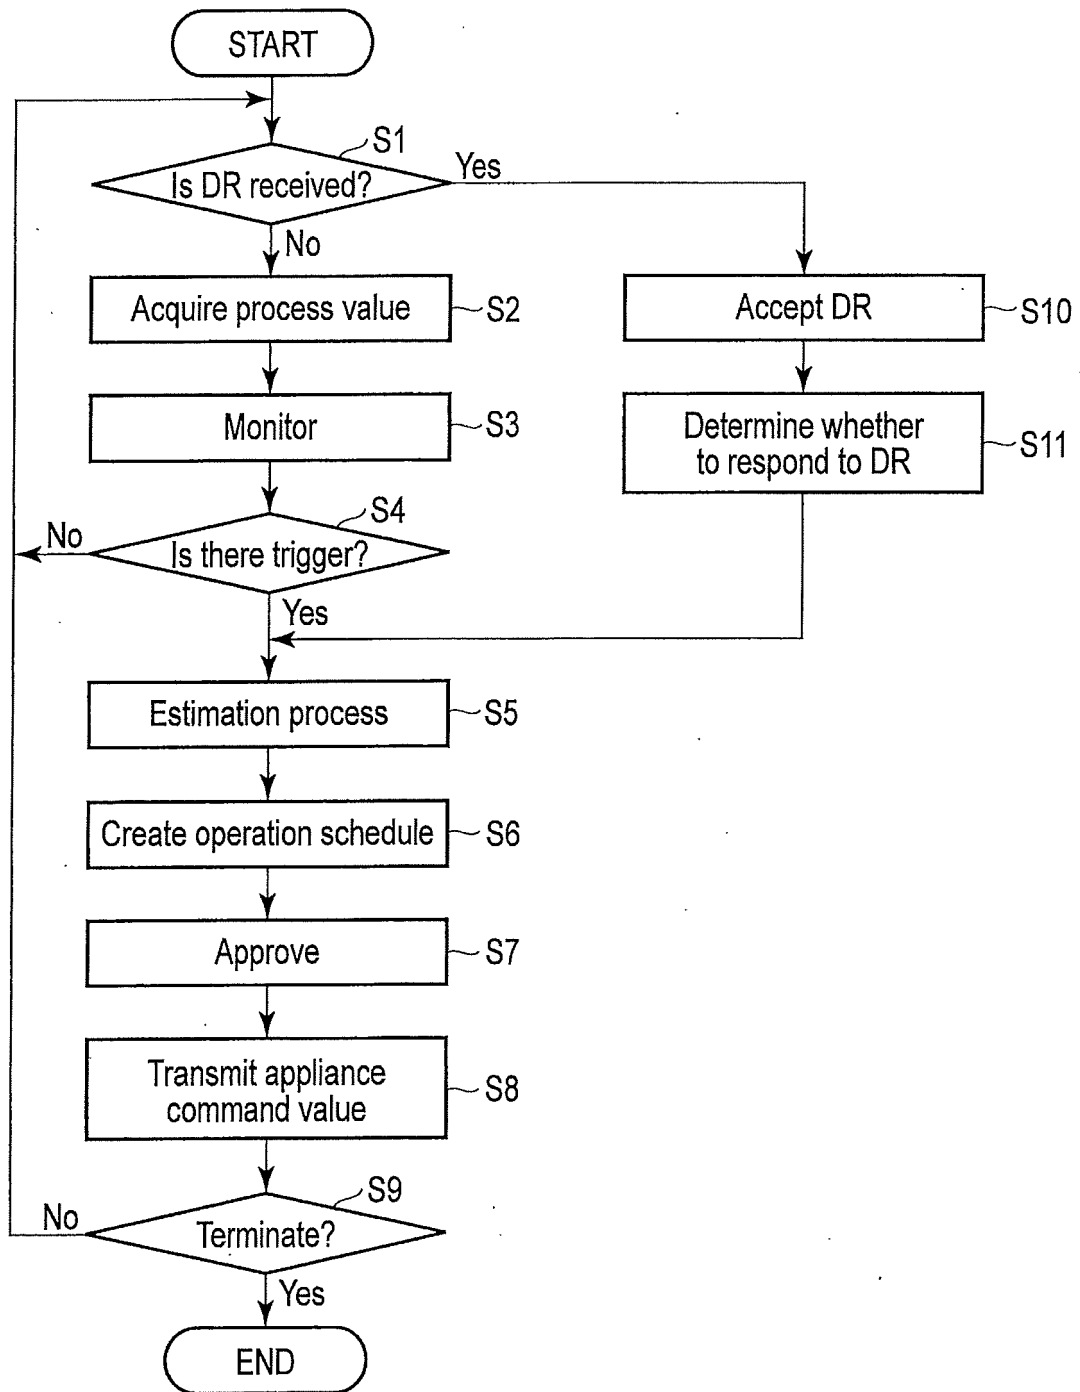 START
S1
Is DR received?
Yes
No
Acquire process value
S2
Accept DR
S10
Monitor
S3
Determine whether
to respond to DR
S11
S4
No
Is there trigger?
Yes
Estimation process
S5
Create operation schedule
S6
Approve
S7
Transmit appliance
command value
S8
S9
No
Terminate?
Yes
END